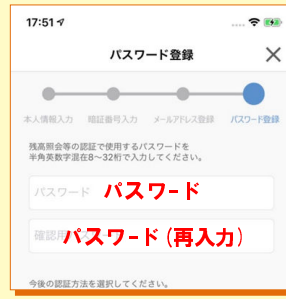 17:51
パスワード登録
本人情報入力 暗証番号入力 メールアドレス登録 パスワード登録
残高照会等の認証で使用するパスワードを
半角英数字混在8〜32桁で入力してください。
パスワード パスワード
確認用 パスワード (再入力)
今後の認証方法を選択してください。